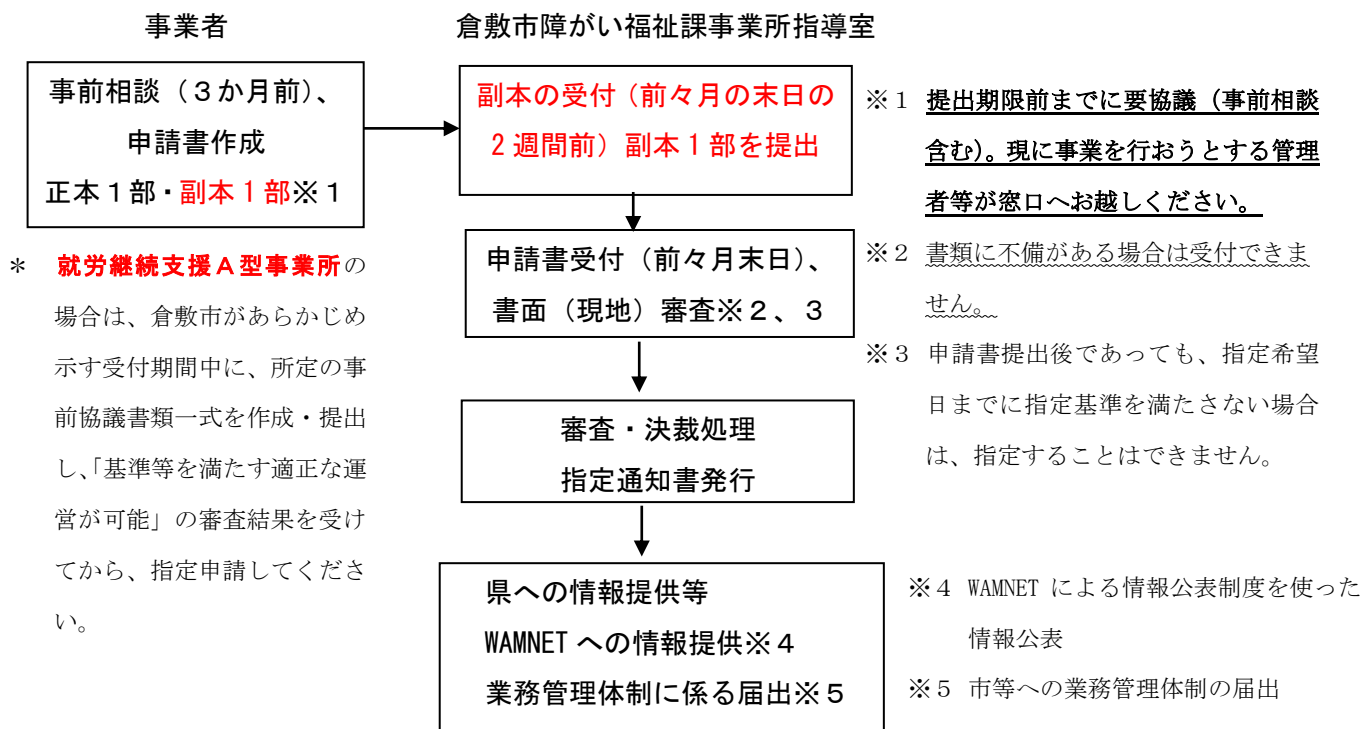 事業者
倉敷市障がい福祉課事業所指導室
事前相談（３か月前）、
申請書作成
正本１部・副本１部※１
＊ 就労継続支援Ａ型事業所の
場合は、倉敷市があらかじめ
示す受付期間中に、所定の事
前協議書類一式を作成・提出
し、「基準等を満たす適正な運
営が可能」の審査結果を受け
てから、指定申請してくださ
い。
副本の受付（前々月の末日の
２週間前）副本１部を提出
申請書受付（前々月末日）、
書面（現地）審査※２、３
審査・決裁処理
指定通知書発行
県への情報提供等
WAMNET への情報提供※４
業務管理体制に係る届出※５
※１ 提出期限前までに要協議（事前相談
含む）。現に事業を行おうとする管理
者等が窓口へお越しください。
※２ 書類に不備がある場合は受付できま
せん。
※３ 申請書提出後であっても、指定希望
日までに指定基準を満たさない場合
は、指定することはできません。
※４ WAMNET による情報公表制度を使った
情報公表
※５ 市等への業務管理体制の届出